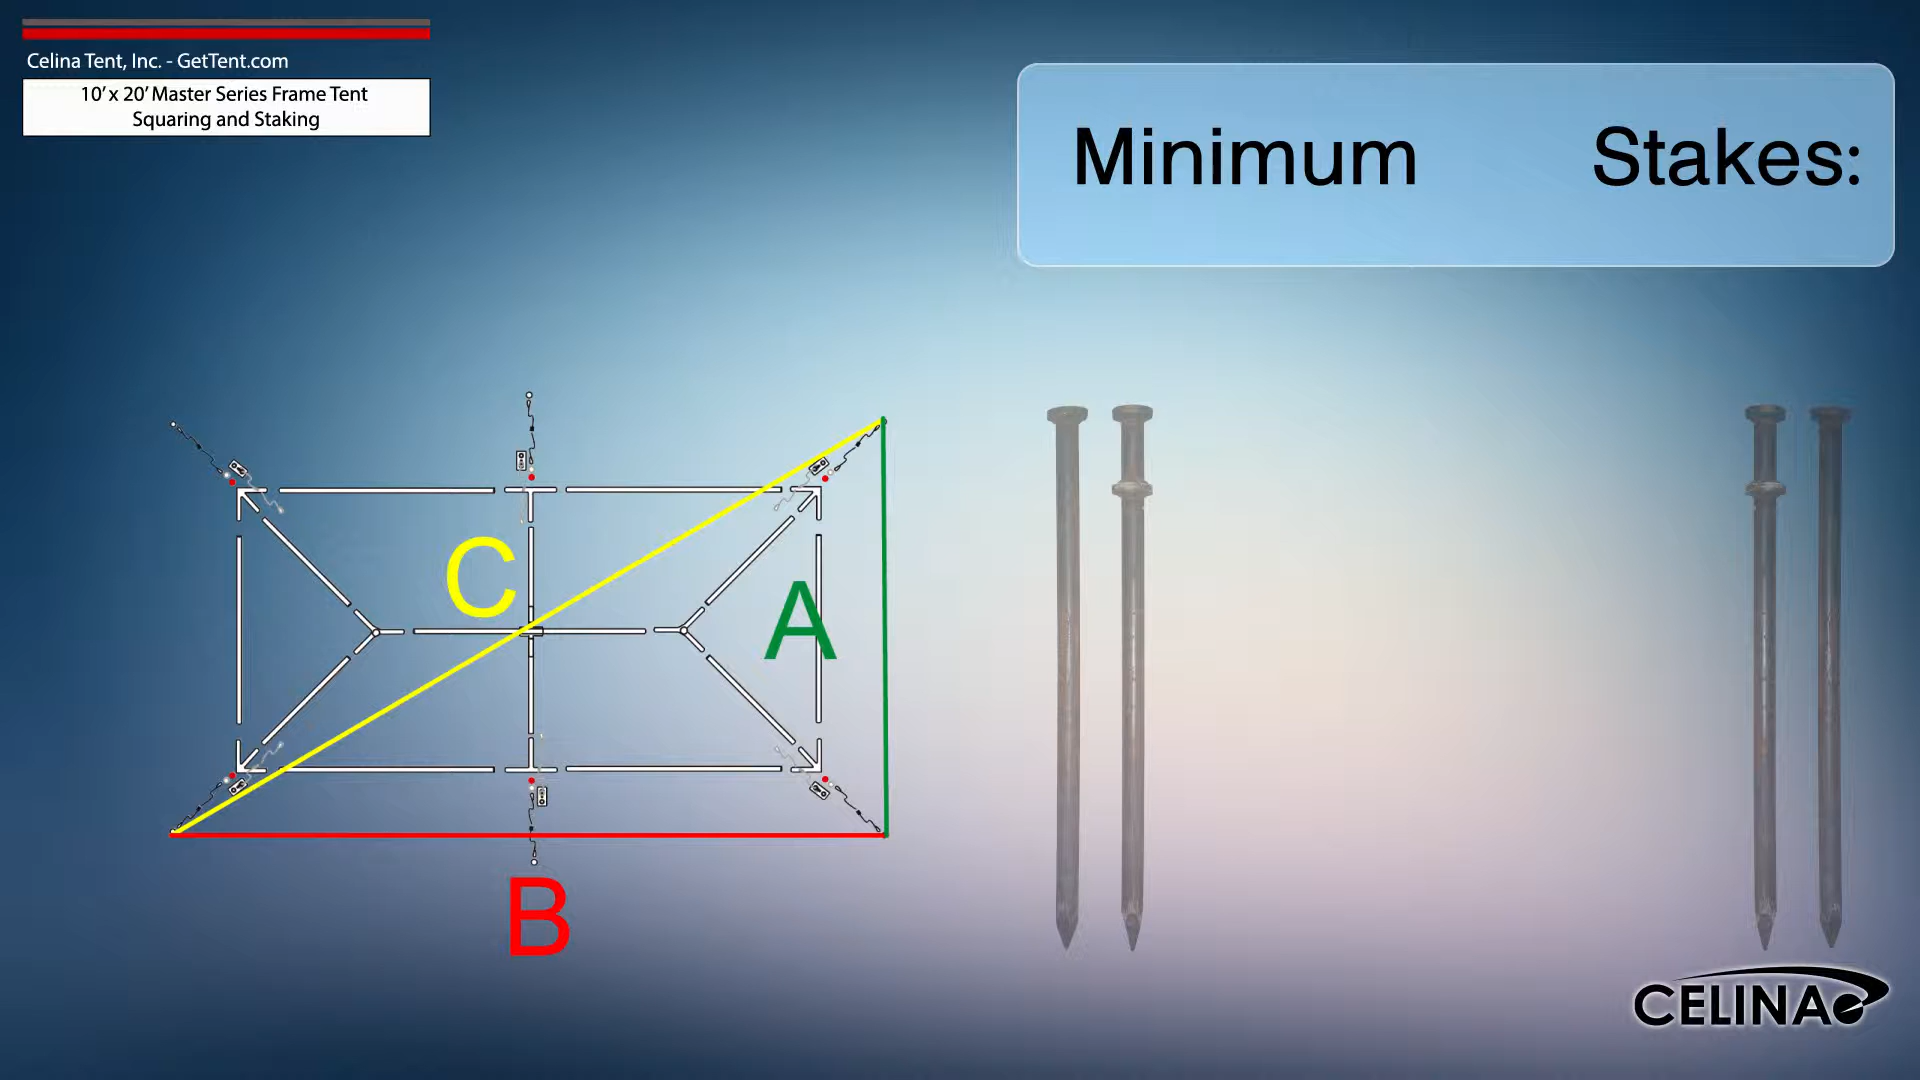 Celina Tent, Inc. - GetTent.com
10’ x 20’ Master Series Frame Tent
Squaring and Staking
Minimum Stakes:
C
A
B
CELINA